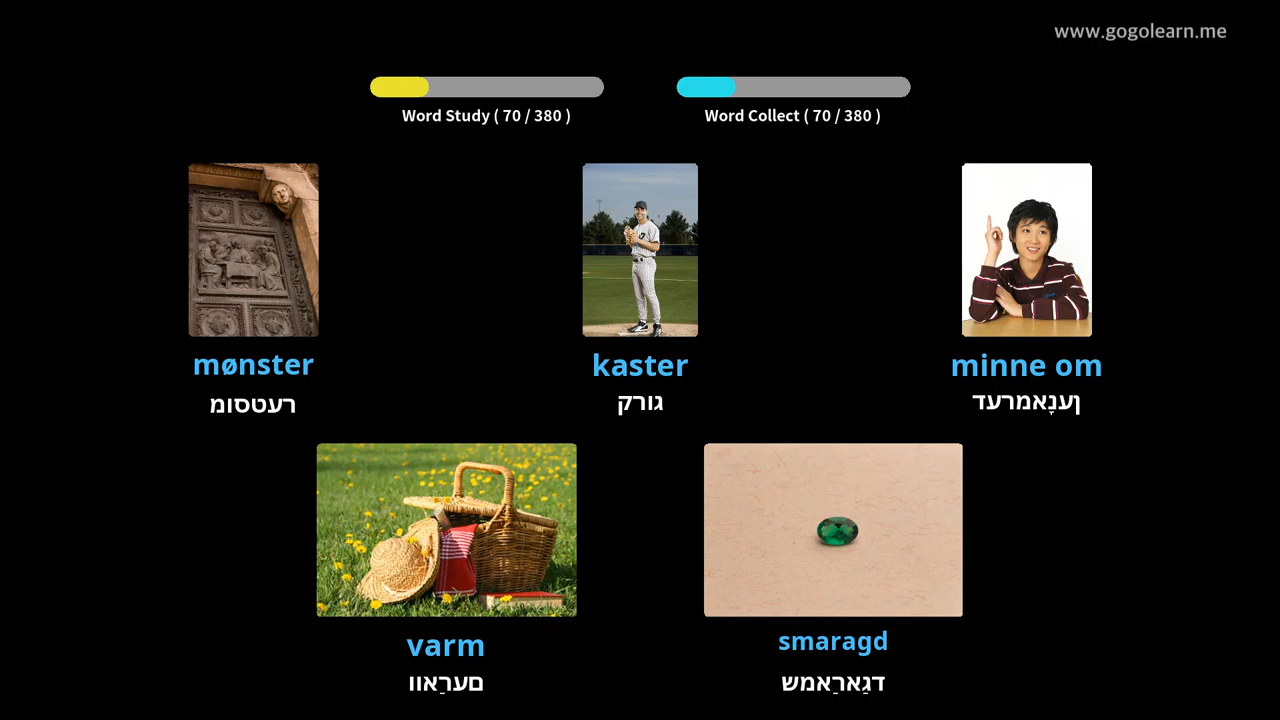 www.gogolearn.me
Word Study ( 70 / 380 )
Word Collect ( 70 / 380 )
mønster
רעטסומ
kaster
גורק
minne om
ןענָאמרעד
varm
םערַאוו
smaragd
דגַארַאמש